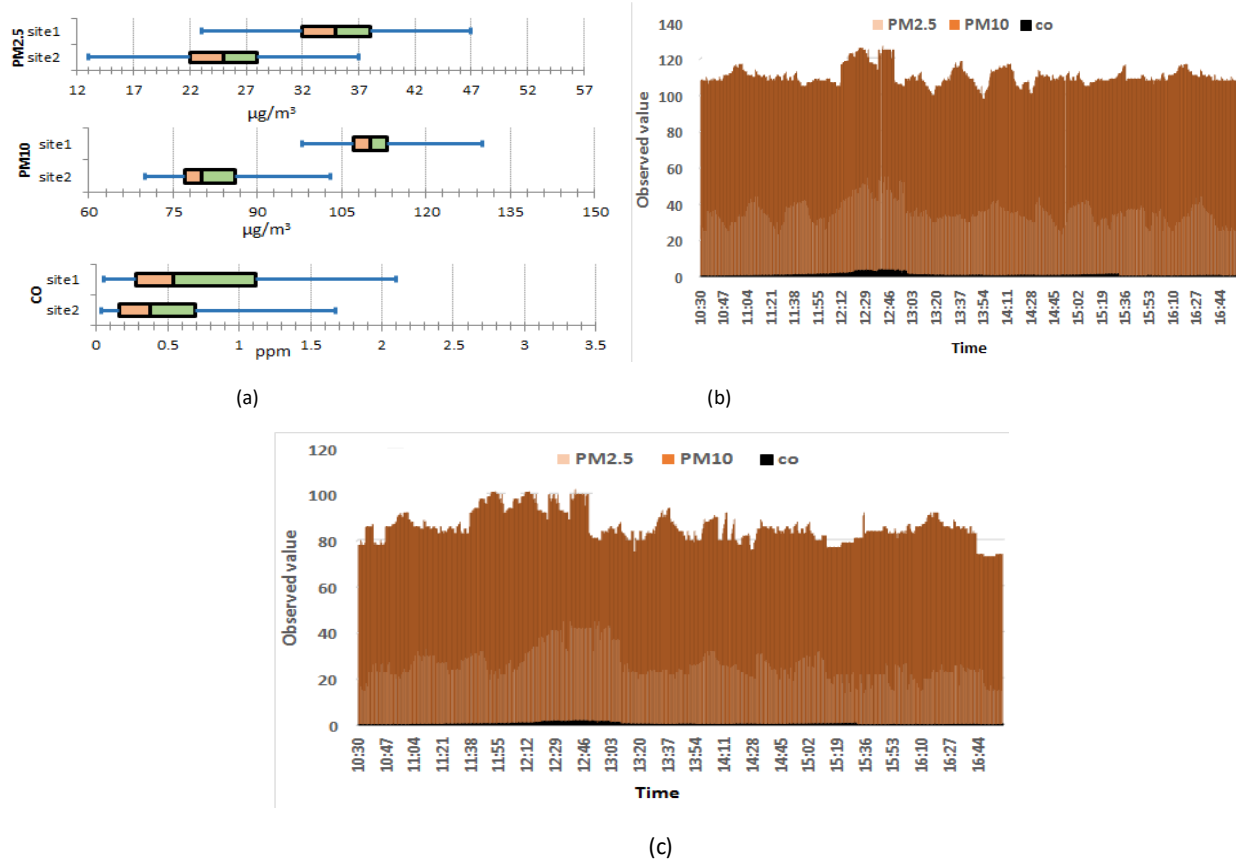 PM2.5
site1
site2
12 17 22 27 32 37 42 47 52 57
µg/m³
PM10
site1
site2
60 75 90 105 120 135 150
µg/m³
CO
site1
site2
0 0.5 1 1.5 2 2.5 3 3.5
ppm
(a)
PM2.5 PM10 co
140
120
100
80
60
40
20
0
Observed value
10:30 10:47 11:04 11:21 11:38 11:55 12:12 12:29 12:46 13:03 13:20 13:37 13:54 14:11 14:28 14:45 15:02 15:19 15:36 15:53 16:10 16:27 16:44
Time
(b)
PM2.5 PM10 co
120
100
80
60
40
20
0
Observed value
10:30 10:47 11:04 11:21 11:38 11:55 12:12 12:29 12:46 13:03 13:20 13:37 13:54 14:11 14:28 14:45 15:02 15:19 15:36 15:53 16:10 16:27 16:44
Time
(c)